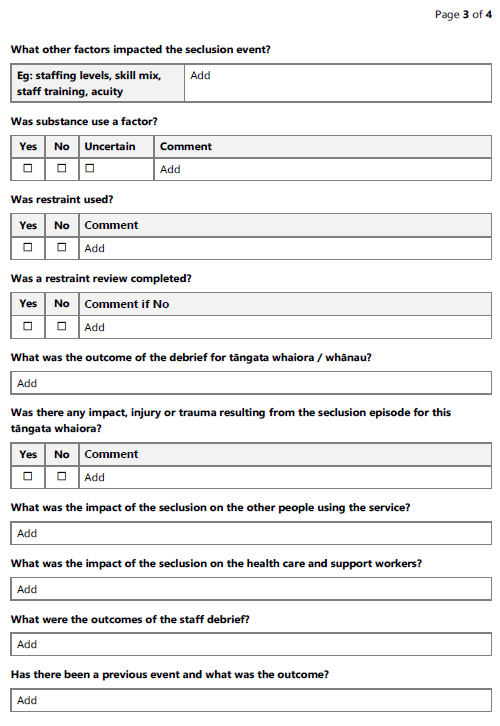 Page 3 of 4
What other factors impacted the seclusion event?
Eg: staffing levels, skill mix, Add
staff training, acuity
Was substance use a factor?
Yes No Uncertain Comment
☐ ☐ ☐ Add
Was restraint used?
Yes No Comment
☐ ☐ Add
Was a restraint review completed?
Yes No Comment if No
☐ ☐ Add
What was the outcome of the debrief for tāngata whaiora / whānau?
Add
Was there any impact, injury or trauma resulting from the seclusion episode for this
tāngata whaiora?
Yes No Comment
☐ ☐ Add
What was the impact of the seclusion on the other people using the service?
Add
What was the impact of the seclusion on the health care and support workers?
Add
What were the outcomes of the staff debrief?
Add
Has there been a previous event and what was the outcome?
Add